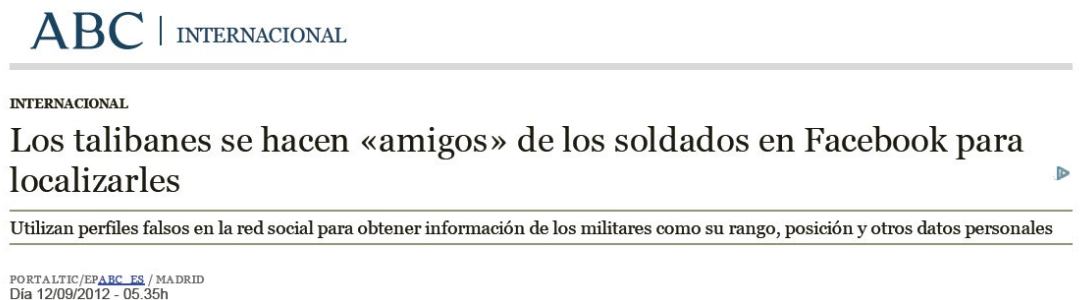 ABC | INTERNACIONAL
INTERNACIONAL
Los talibanes se hacen «amigos» de los soldados en Facebook para
localizarles
Utilizan perfiles falsos en la red social para obtener información de los militares como su rango, posición y otros datos personales
PORTALTIC/EPABC_ES / MADRID
Día 12/09/2012 - 05.35h